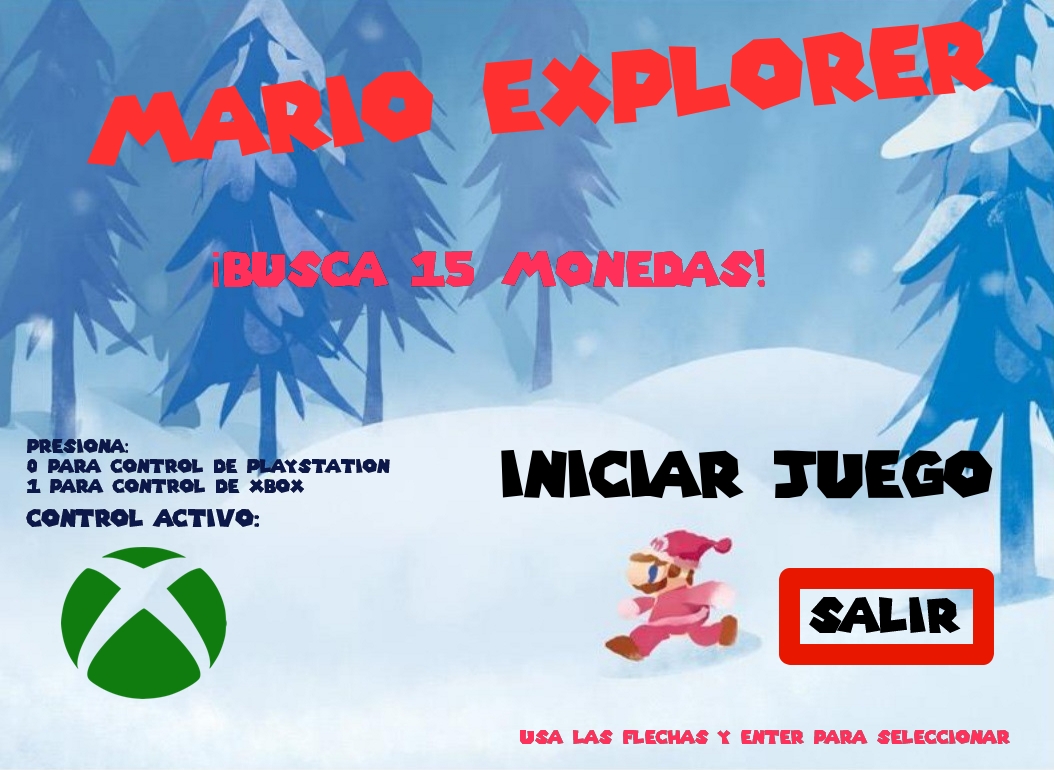 MARIO EXPLORER
¡BUSCA 15 MONEDAS!
PRESIONA:
0 PARA CONTROL DE PLAYSTATION
1 PARA CONTROL DE XBOX
CONTROL ACTIVO:
INICIAR JUEGO
SALIR
USA LAS FLECHAS Y ENTER PARA SELECCIONAR